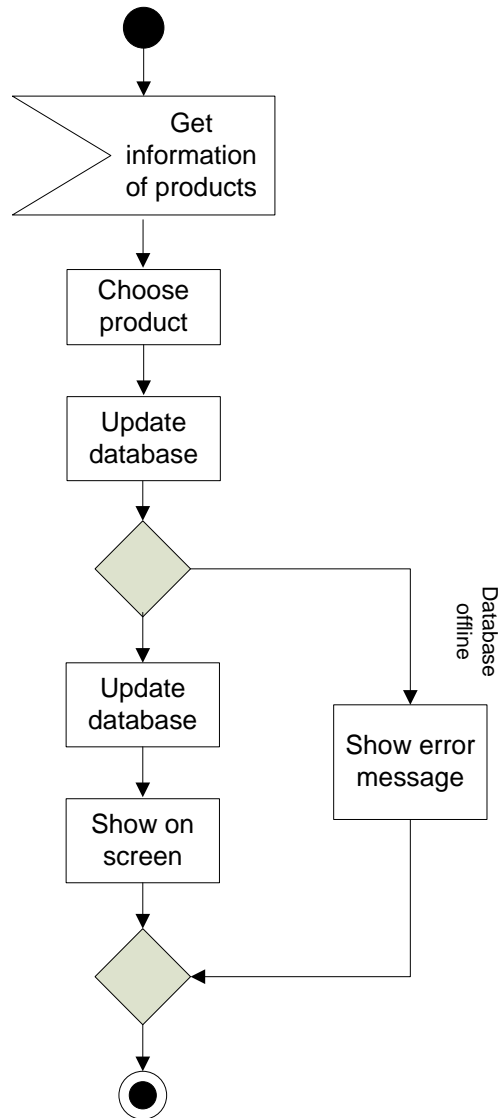 Get
information
of products
Choose
product
Update
database
Database
offline
Update
database
Show error
message
Show on
screen